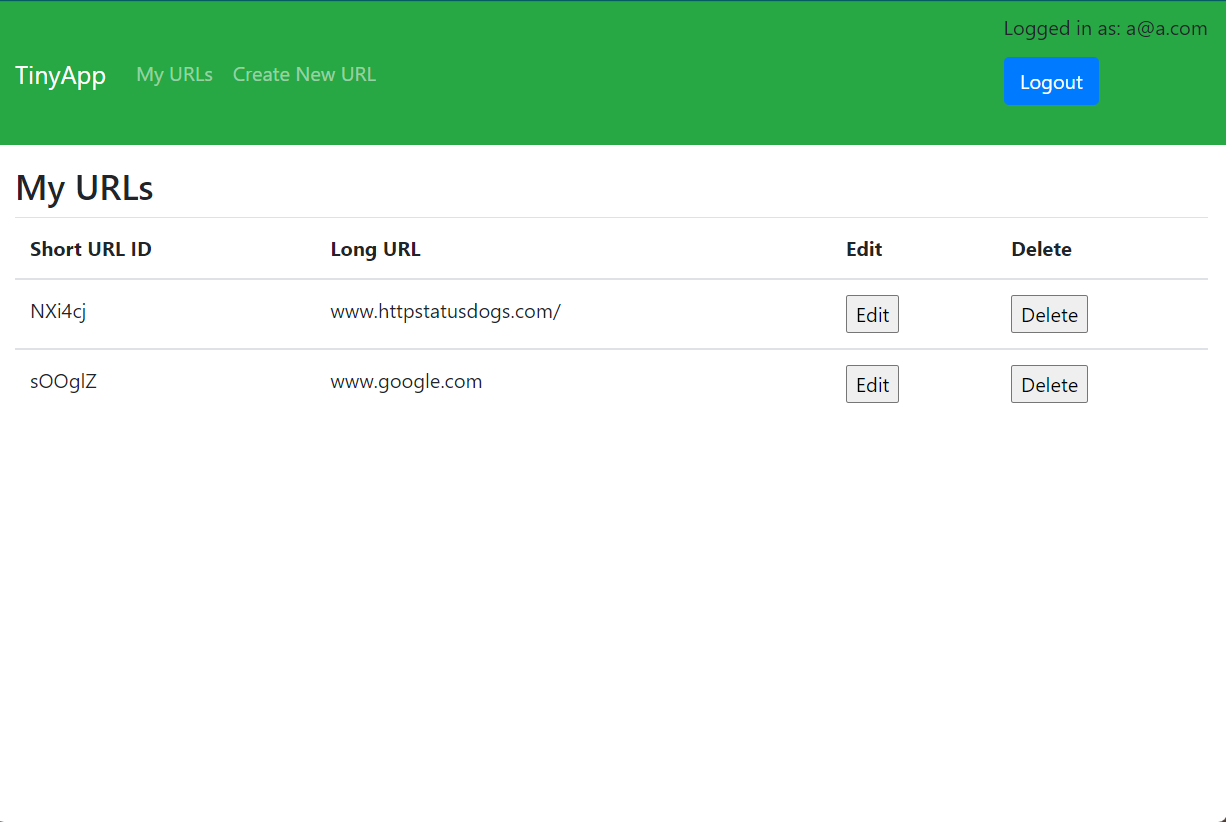 Logged in as: a@a.com
TinyApp My URLs Create New URL
Logout
My URLs
Short URL ID Long URL Edit Delete
NXi4cj www.httpstatusdogs.com/ Edit Delete
sOOglZ www.google.com Edit Delete